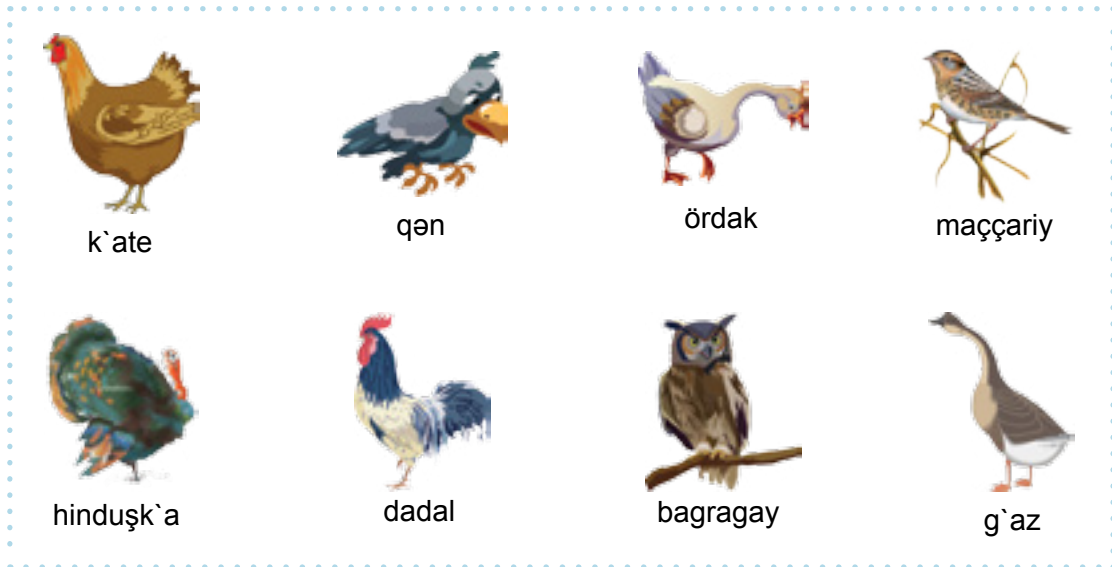 k`ate
qən
ördak
maççariy
hinduşk`a
dadal
bagragay
g`az